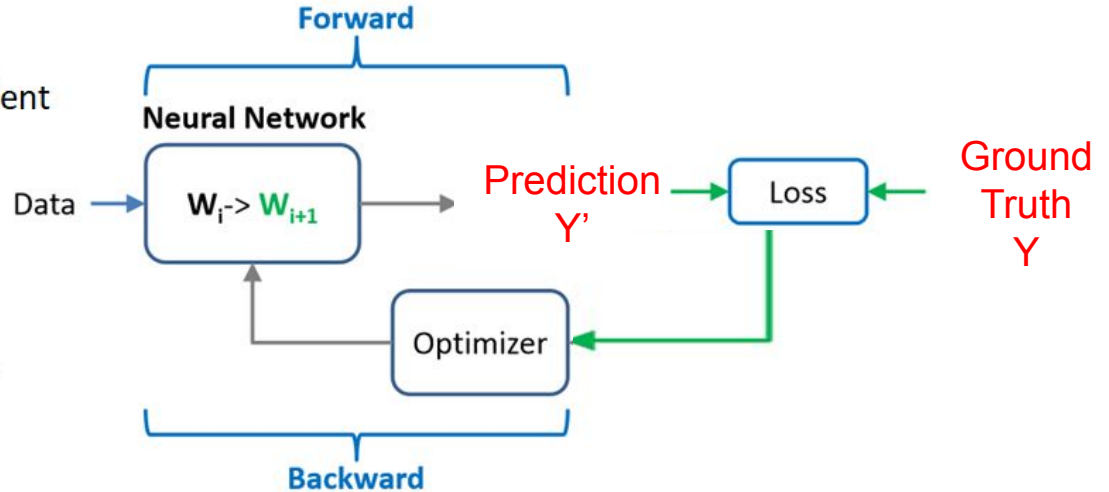 Forward
ent
Neural Network
Data
Wi-> Wi+1
Prediction
Y’
Loss
Ground
Truth
Y
Optimizer
Backward